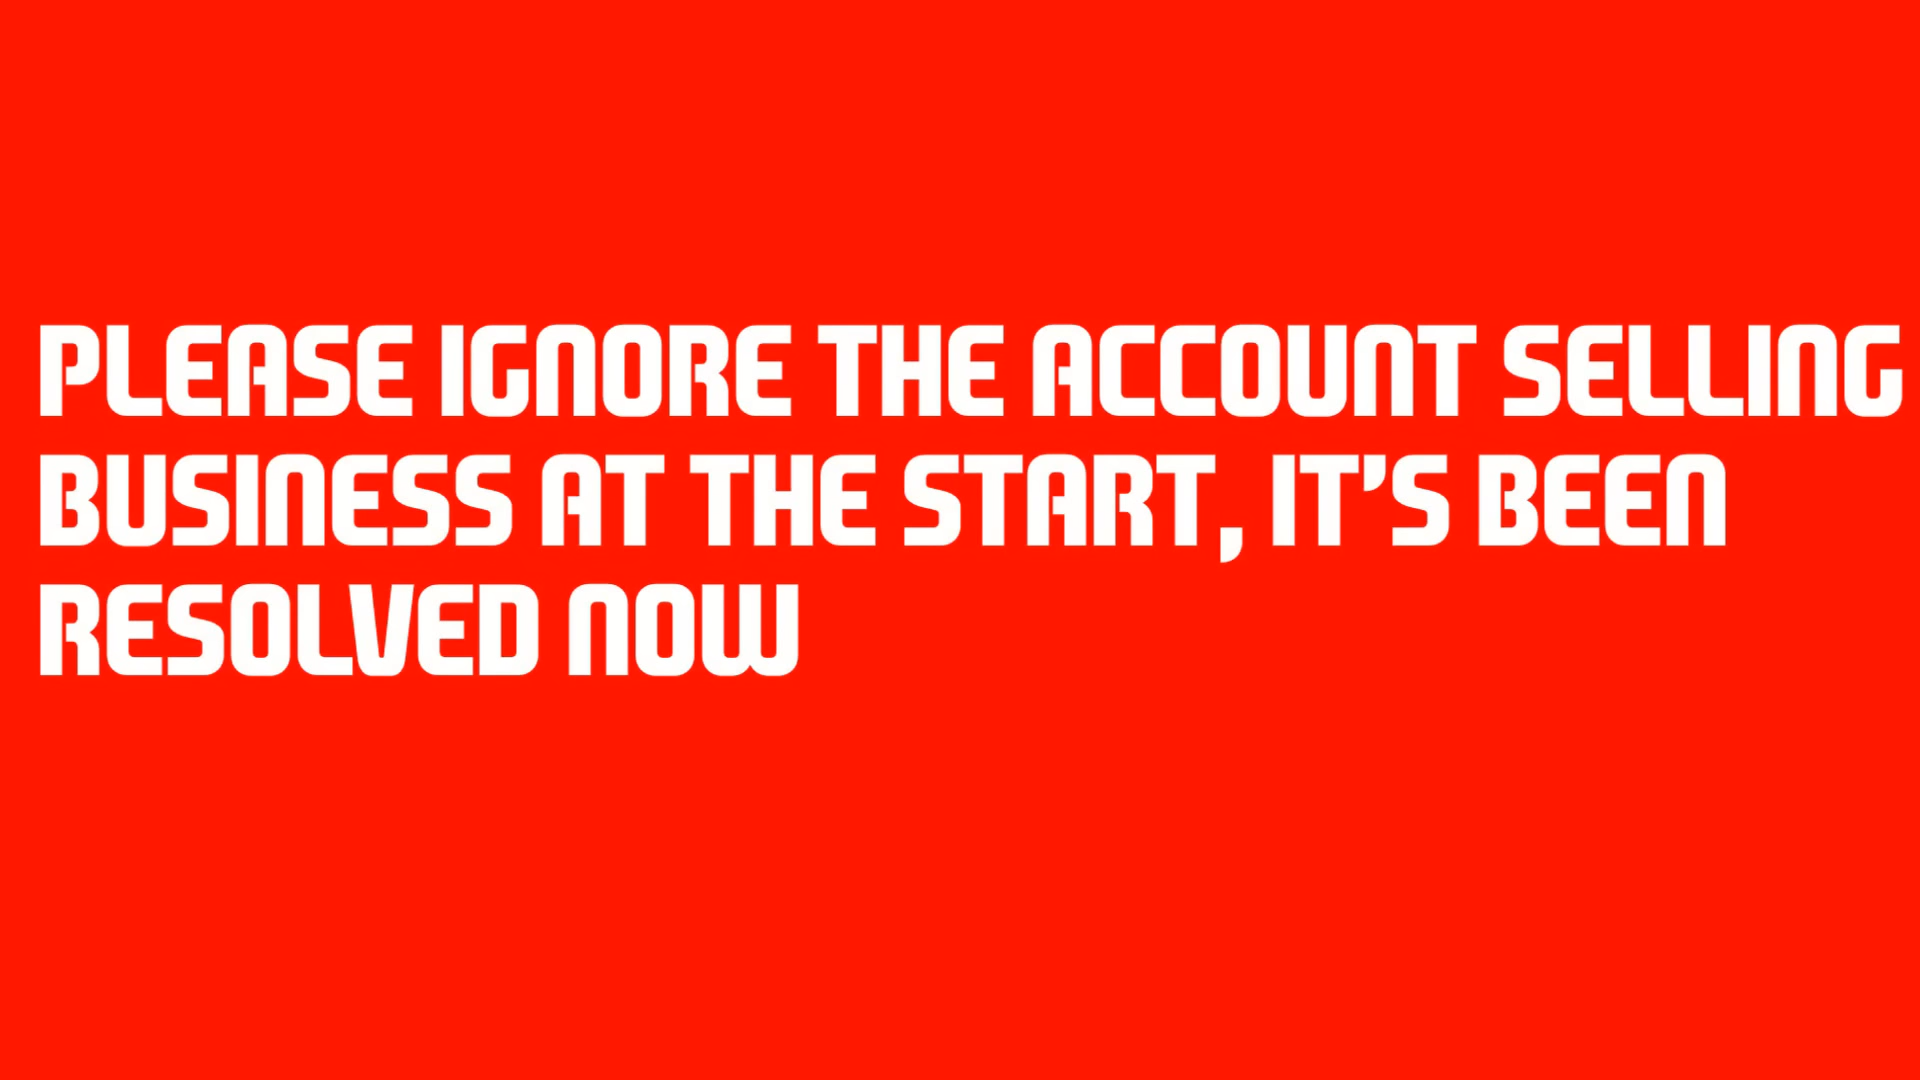 PLEASE IGNORE THE ACCOUNT SELLING
BUSINESS AT THE START, IT'S BEEN
RESOLVED NOW